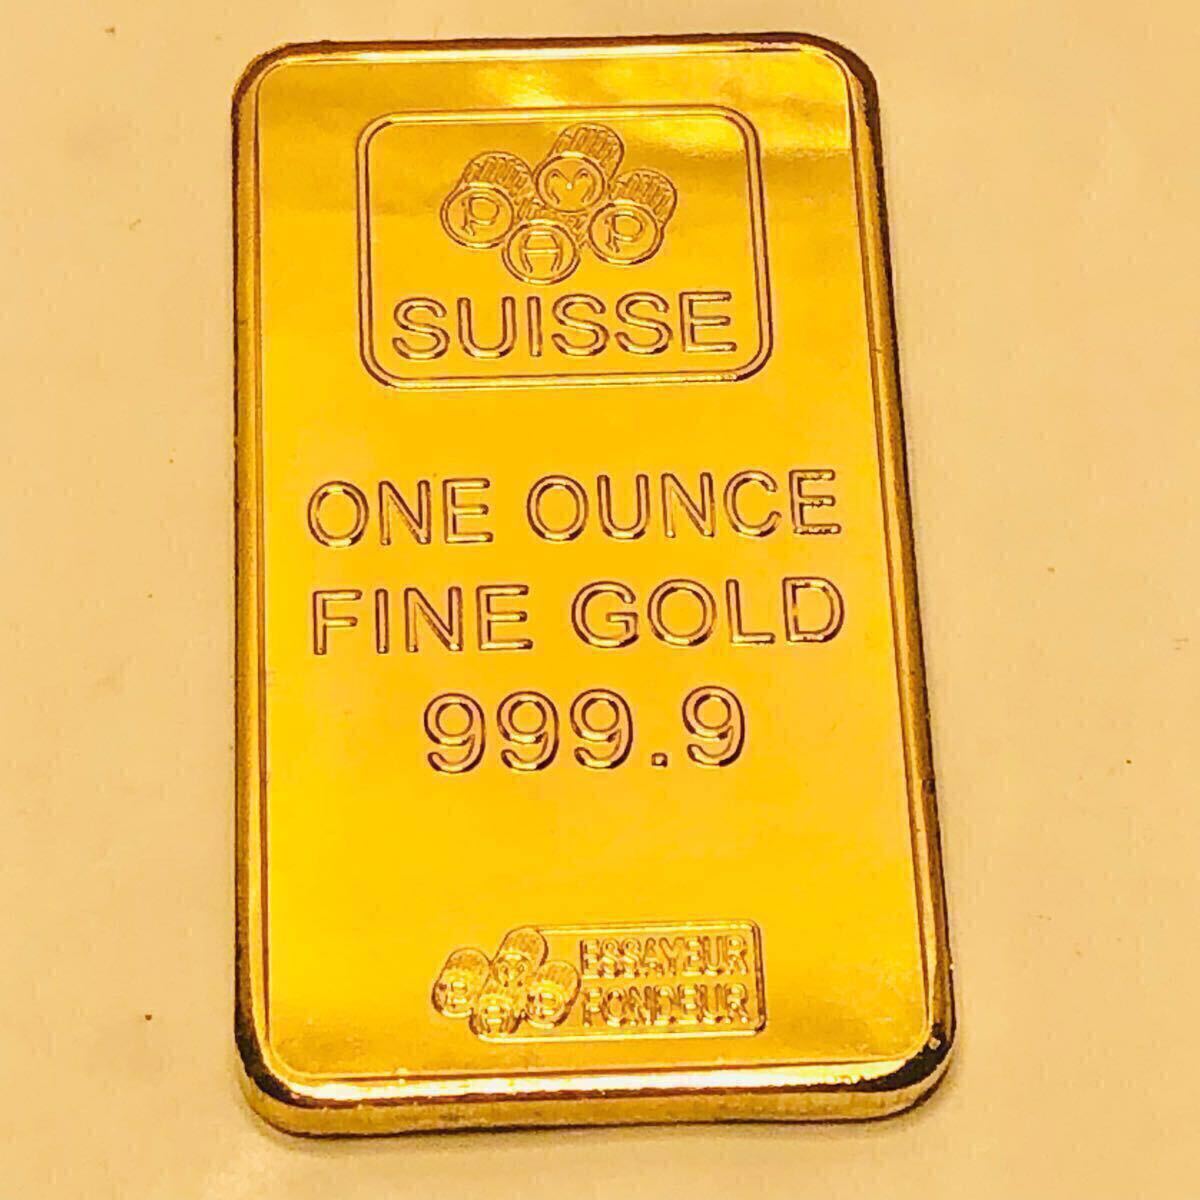 P M A P
SUISSE
ONE OUNCE
FINE GOLD
999.9
P M A P
ESSAYEUR
FONDEUR